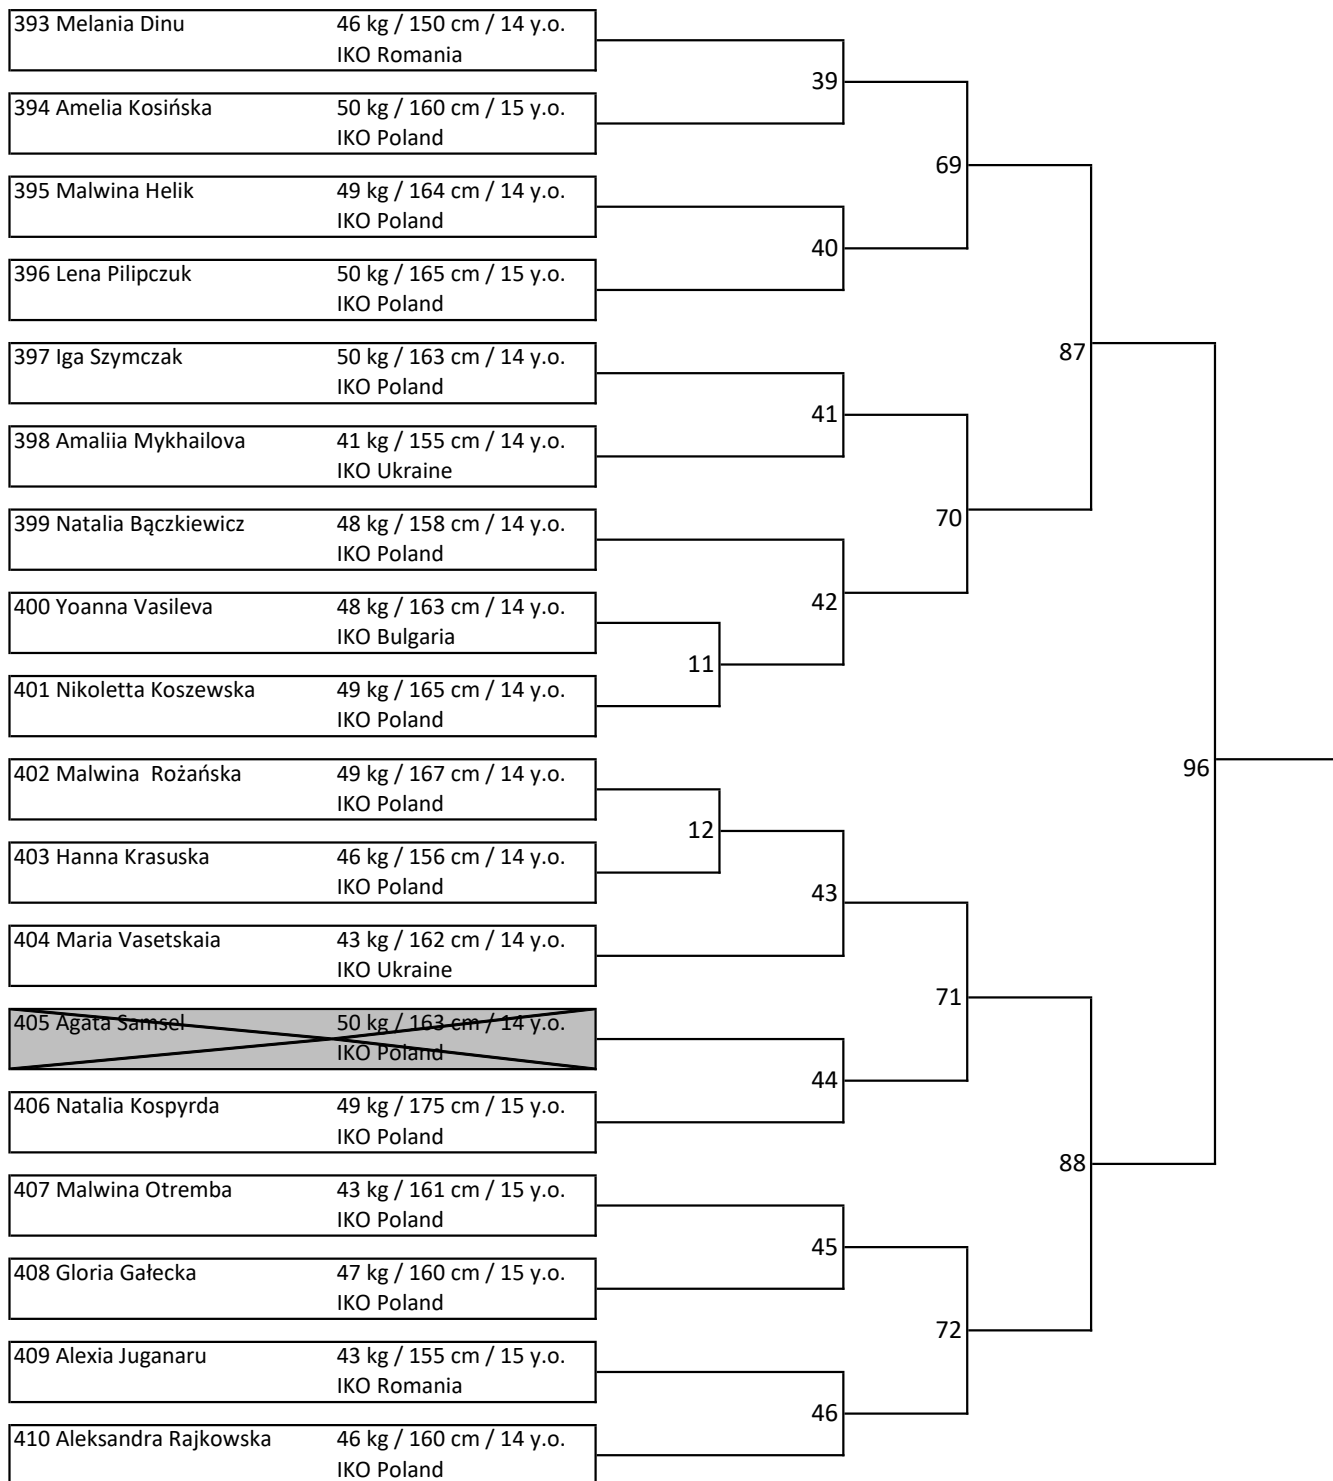 393 Melania Dinu 46 kg / 150 cm / 14 y.o.
IKO Romania
39
394 Amelia Kosińska 50 kg / 160 cm / 15 y.o.
IKO Poland
69
395 Malwina Helik 49 kg / 164 cm / 14 y.o.
IKO Poland
40
396 Lena Pilipczuk 50 kg / 165 cm / 15 y.o.
IKO Poland
397 Iga Szymczak 50 kg / 163 cm / 14 y.o.
87
IKO Poland
41
398 Amaliia Mykhailova 41 kg / 155 cm / 14 y.o.
IKO Ukraine
70
399 Natalia Bączkiewicz 48 kg / 158 cm / 14 y.o.
IKO Poland
42
400 Yoanna Vasileva 48 kg / 163 cm / 14 y.o.
IKO Bulgaria
11
401 Nikoletta Koszewska 49 kg / 165 cm / 14 y.o.
IKO Poland
96
402 Malwina  Rożańska 49 kg / 167 cm / 14 y.o.
IKO Poland
12
403 Hanna Krasuska 46 kg / 156 cm / 14 y.o.
IKO Poland
43
404 Maria Vasetskaia 43 kg / 162 cm / 14 y.o.
IKO Ukraine
71
405 Agata Samsel 50 kg / 163 cm / 14 y.o.
IKO Poland
44
406 Natalia Kospyrda 49 kg / 175 cm / 15 y.o.
IKO Poland
88
407 Malwina Otremba 43 kg / 161 cm / 15 y.o.
IKO Poland
45
408 Gloria Gałecka 47 kg / 160 cm / 15 y.o.
IKO Poland
72
409 Alexia Juganaru 43 kg / 155 cm / 15 y.o.
IKO Romania
46
410 Aleksandra Rajkowska 46 kg / 160 cm / 14 y.o.
IKO Poland